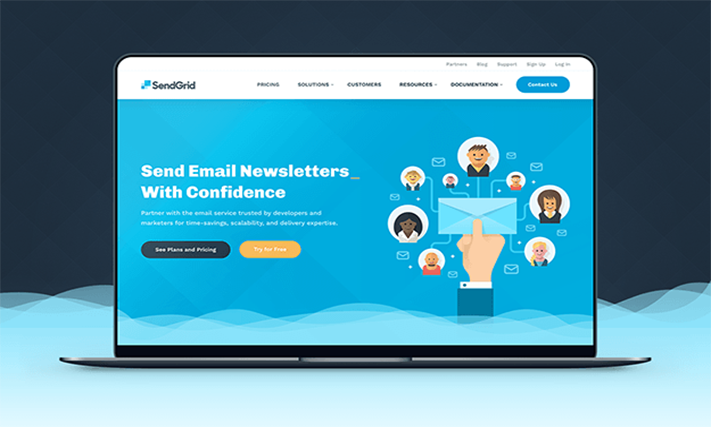 Partners Blog Support Sign Up Log In
SendGrid PRICING SOLUTIONS CUSTOMERS RESOURCES DOCUMENTATION Contact Us
Send Email Newsletters_
With Confidence
Partner with the email service trusted by developers and
marketers for time-savings, scalability, and delivery expertise.
See Plans and Pricing Try for Free